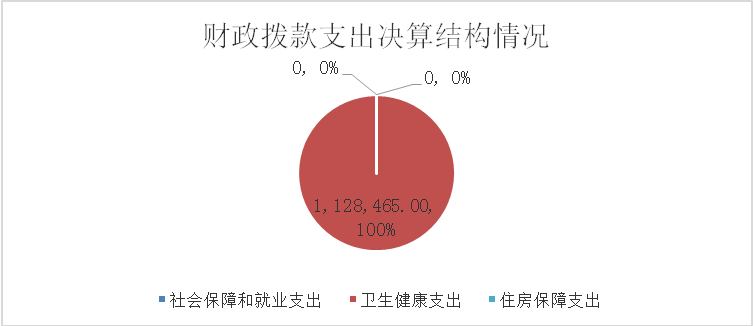 财政拨款支出决算结构情况
0, 0%
0, 0%
1,128,465.00,
100%
社会保障和就业支出 卫生健康支出 住房保障支出